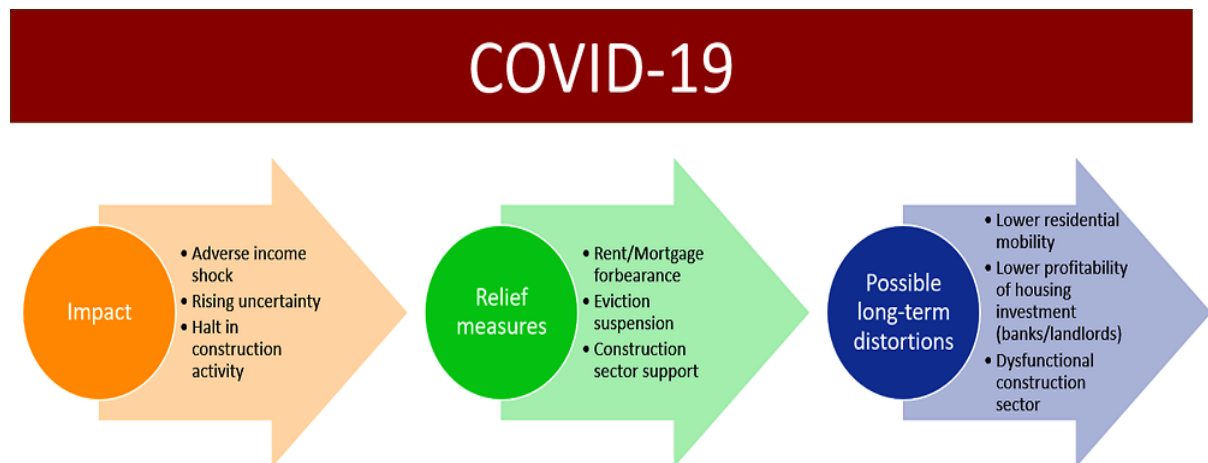 COVID-19
Impact
• Adverse income
shock
• Rising uncertainty
• Halt in
construction
activity
Relief
measures
• Rent/Mortgage
forbearance
• Eviction
suspension
• Construction
sector support
Possible
long-term
distortions
• Lower residential
mobility
• Lower profitability
of housing
investment
(banks/landlords)
• Dysfunctional
construction
sector